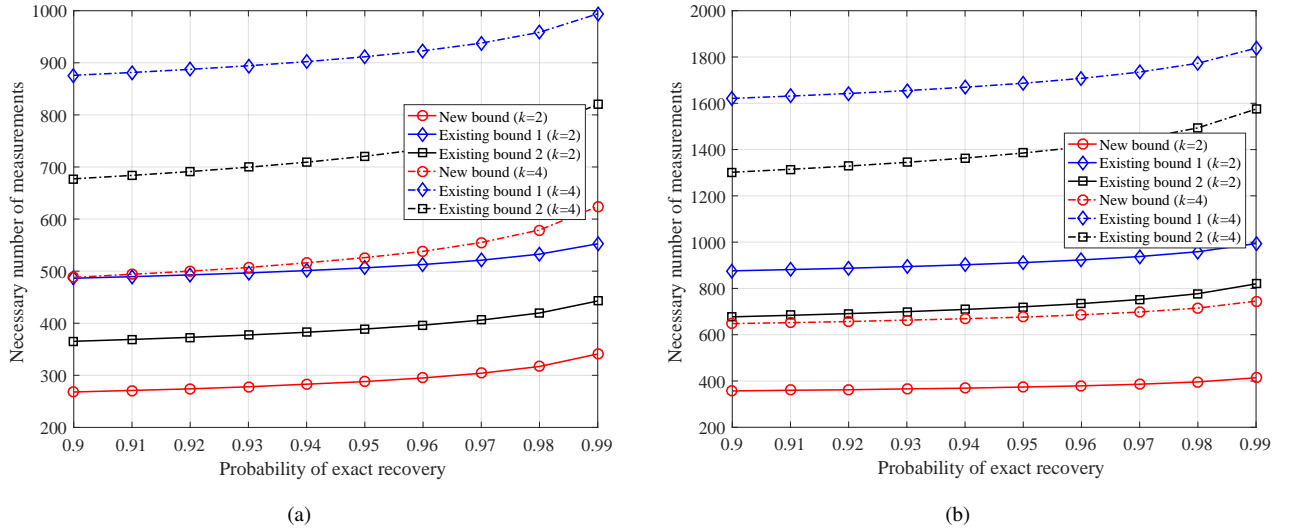 1000
900
800
700
600
500
400
300
200
Necessary number of measurements
New bound (k=2)
Existing bound 1 (k=2)
Existing bound 2 (k=2)
New bound (k=4)
Existing bound 1 (k=4)
Existing bound 2 (k=4)
0.9 0.91 0.92 0.93 0.94 0.95 0.96 0.97 0.98 0.99
Probability of exact recovery
(a)
2000
1800
1600
1400
1200
1000
800
600
400
200
Necessary number of measurements
New bound (k=2)
Existing bound 1 (k=2)
Existing bound 2 (k=2)
New bound (k=4)
Existing bound 1 (k=4)
Existing bound 2 (k=4)
0.9 0.91 0.92 0.93 0.94 0.95 0.96 0.97 0.98 0.99
Probability of exact recovery
(b)